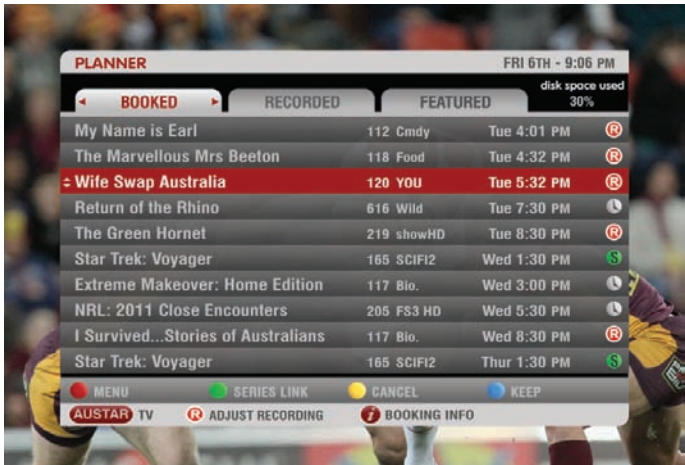 PLANNER FRI 6TH - 9:06 PM
disk space used
BOOKED RECORDED FEATURED 30%
My Name is Earl 112 Cmdy Tue 4:01 PM R
The Marvellous Mrs Beeton 118 Food Tue 4:32 PM R
Wife Swap Australia 120 YOU Tue 5:32 PM R
Return of the Rhino 616 Wild Tue 7:30 PM
The Green Hornet 219 showHD Tue 8:30 PM R
Star Trek: Voyager 165 SCIFI2 Wed 1:30 PM S
Extreme Makeover: Home Edition 117 Bio. Wed 3:00 PM
NRL: 2011 Close Encounters 205 FS3 HD Wed 5:30 PM
I Survived...Stories of Australians 117 Bio. Wed 8:30 PM R
Star Trek: Voyager 165 SCIFI2 Thur 1:30 PM S
MENU SERIES LINK CANCEL KEEP
AUSTAR TV R ADJUST RECORDING i BOOKING INFO